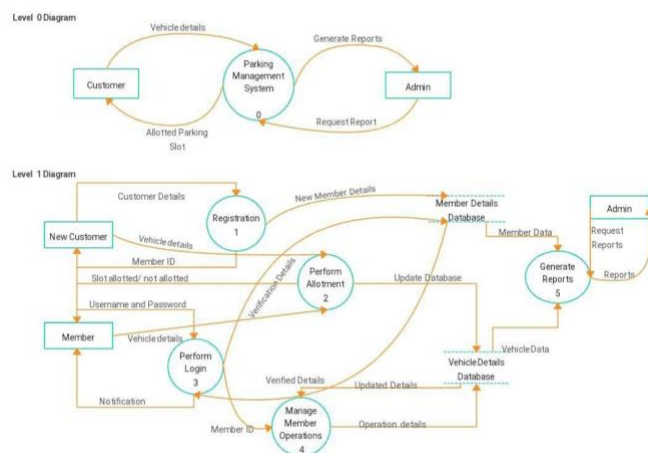 Level 0 Diagram
Vehicle details
Generate Reports
Parking
Management
System
0
Customer
Admin
Request Report
Allotted Parking
Slot
Level 1 Diagram
Customer Details
New Member Details
Registration
1
Member Details
Database
Admin
New Customer
Vehicle details
Member Data
Request
Reports
Member ID
Verification Details
Perform
Allotment
2
Generate
Reports
5
Reports
Slot allotted/ not allotted
Update Database
Username and Password
Member
Vehicle details
Perform
Login
3
Vehicle Data
Vehicle Details
Database
Verified Details
Updated Details
Notification
Manage
Member
Operations
4
Member ID
Operation details